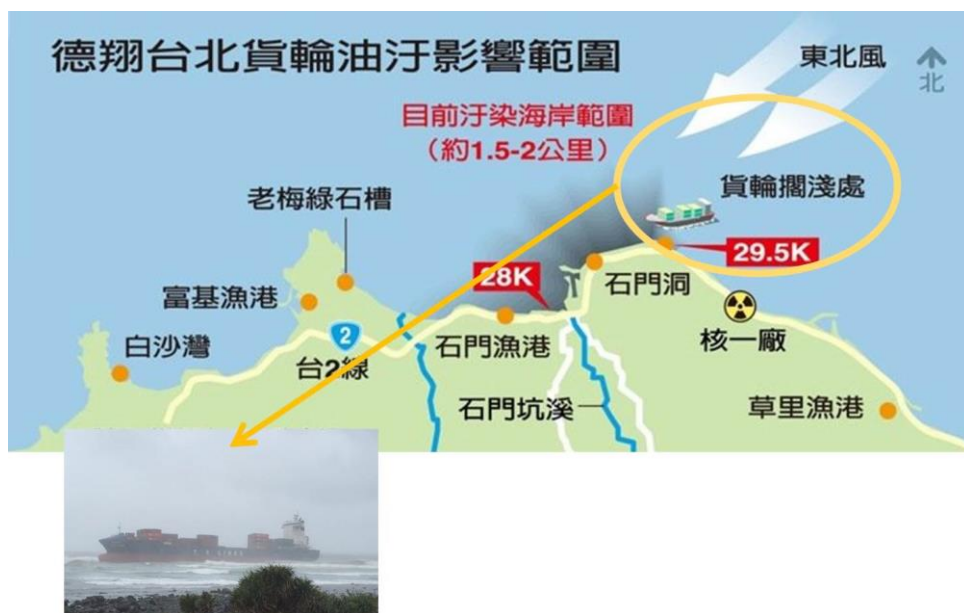 德翔台北貨輪油汙影響範圍
東北風
北
目前汙染海岸範圍
（約1.5-2公里）
貨輪擱淺處
老梅綠石槽
29.5K
28K
石門洞
富基漁港
核一廠
2
石門漁港
白沙灣
台2線
石門坑溪
草里漁港